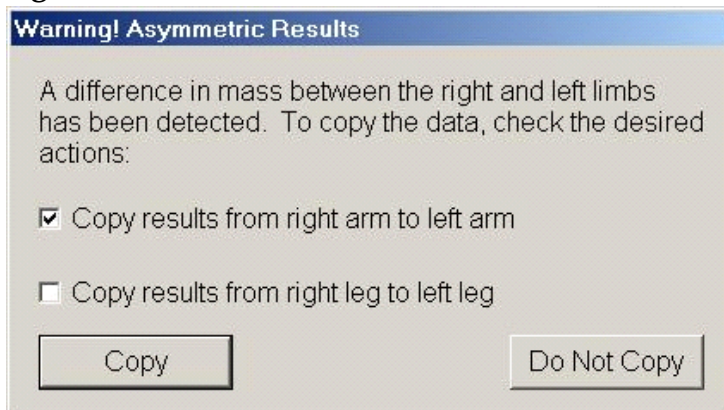 Warning! Asymmetric Results
A difference in mass between the right and left limbs
has been detected. To copy the data, check the desired
actions:
Copy results from right arm to left arm
Copy results from right leg to left leg
Copy
Do Not Copy